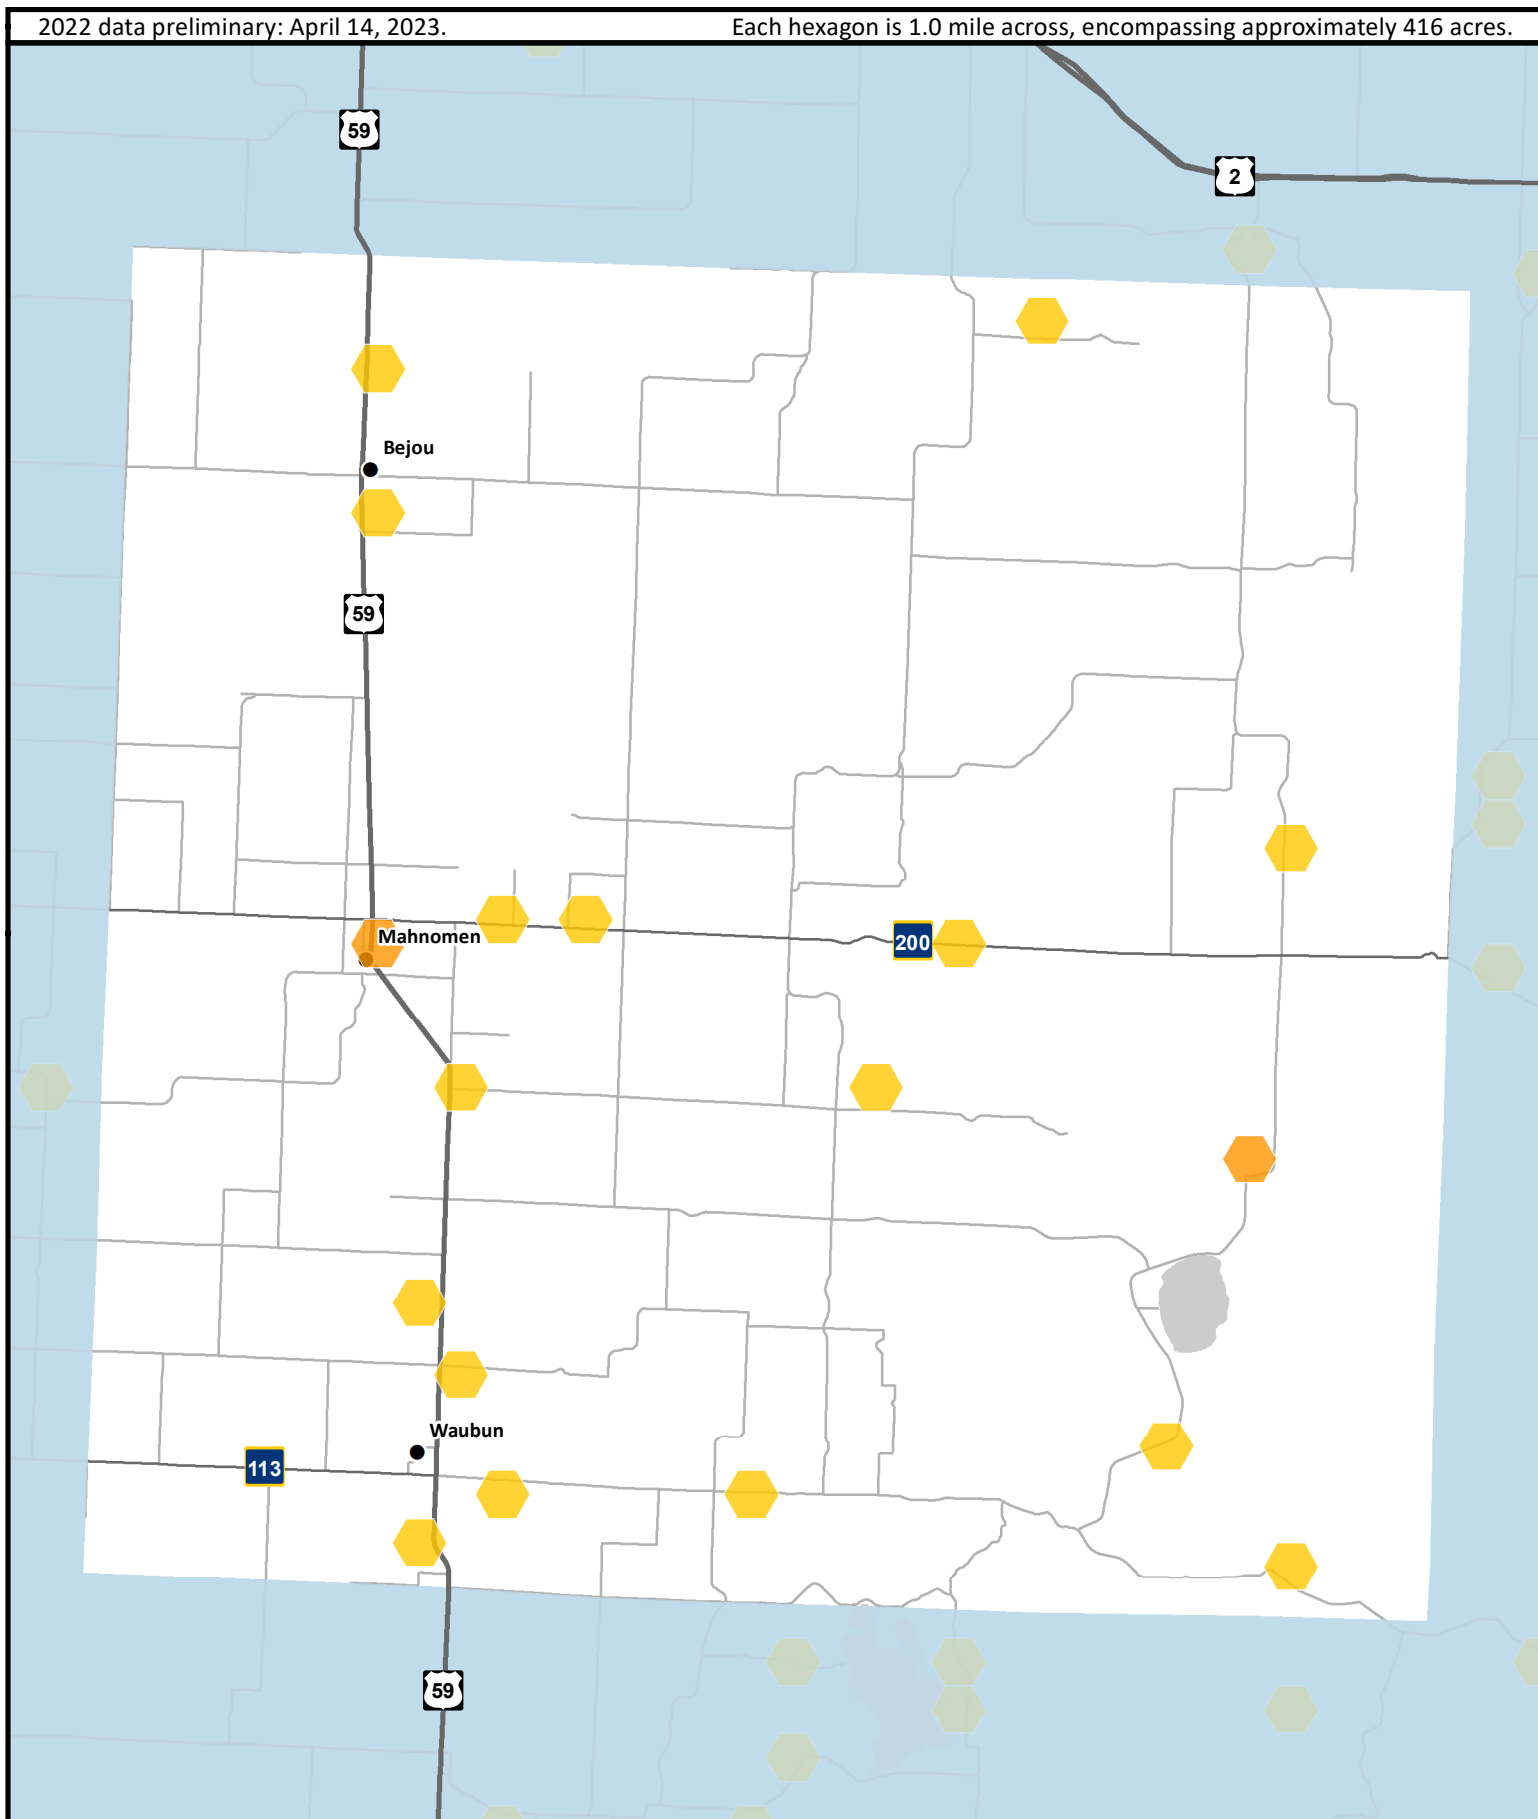 2022 data preliminary: April 14, 2023.
Each hexagon is 1.0 mile across, encompassing approximately 416 acres.
59
2
Bejou
59
Mahnomen
200
Waubun
113
59